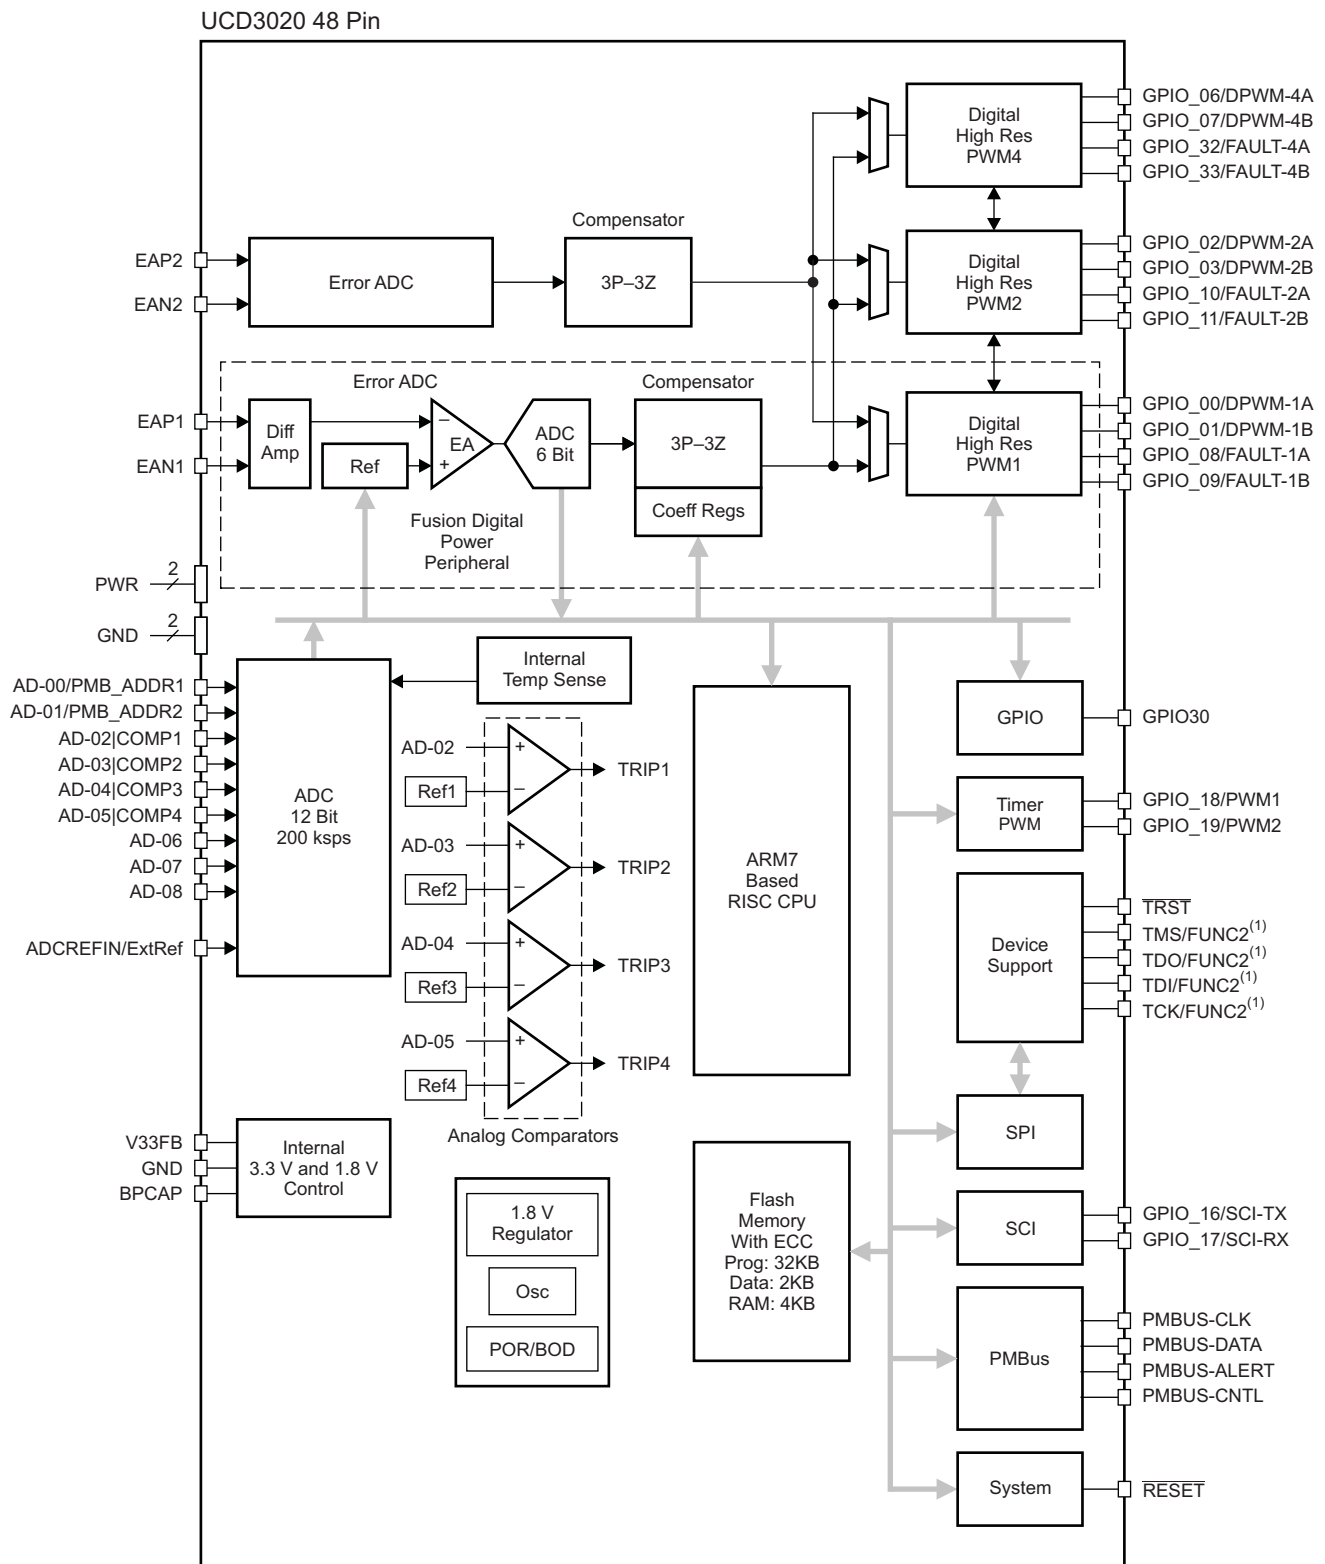 UCD3020 48 Pin
Digital
High Res
PWM4
GPIO_06/DPWM-4A
GPIO_07/DPWM-4B
GPIO_32/FAULT-4A
GPIO_33/FAULT-4B
EAP2
EAN2
Error ADC
Compensator
3P–3Z
Digital
High Res
PWM2
GPIO_02/DPWM-2A
GPIO_03/DPWM-2B
GPIO_10/FAULT-2A
GPIO_11/FAULT-2B
EAP1
EAN1
Error ADC
Diff
Amp
Ref
–
+
EA
ADC
6 Bit
Compensator
3P–3Z
Coeff Regs
Fusion Digital
Power
Peripheral
Digital
High Res
PWM1
GPIO_00/DPWM-1A
GPIO_01/DPWM-1B
GPIO_08/FAULT-1A
GPIO_09/FAULT-1B
PWR
2
GND
2
AD-00/PMB_ADDR1
AD-01/PMB_ADDR2
AD-02|COMP1
AD-03|COMP2
AD-04|COMP3
AD-05|COMP4
AD-06
AD-07
AD-08
ADCREFIN/ExtRef
ADC
12 Bit
200 ksps
Internal
Temp Sense
AD-02
+
Ref1
–
TRIP1
AD-03
+
Ref2
–
TRIP2
AD-04
+
Ref3
–
TRIP3
AD-05
+
Ref4
–
TRIP4
Analog Comparators
ARM7
Based
RISC CPU
GPIO
GPIO30
Timer
PWM
GPIO_18/PWM1
GPIO_19/PWM2
Device
Support
TRST
TMS/FUNC2(1)
TDO/FUNC2(1)
TDI/FUNC2(1)
TCK/FUNC2(1)
SPI
V33FB
GND
BPCAP
Internal
3.3 V and 1.8 V
Control
1.8 V
Regulator
Osc
POR/BOD
Flash
Memory
With ECC
Prog: 32KB
Data: 2KB
RAM: 4KB
SCI
GPIO_16/SCI-TX
GPIO_17/SCI-RX
PMBus
PMBUS-CLK
PMBUS-DATA
PMBUS-ALERT
PMBUS-CNTL
System
RESET